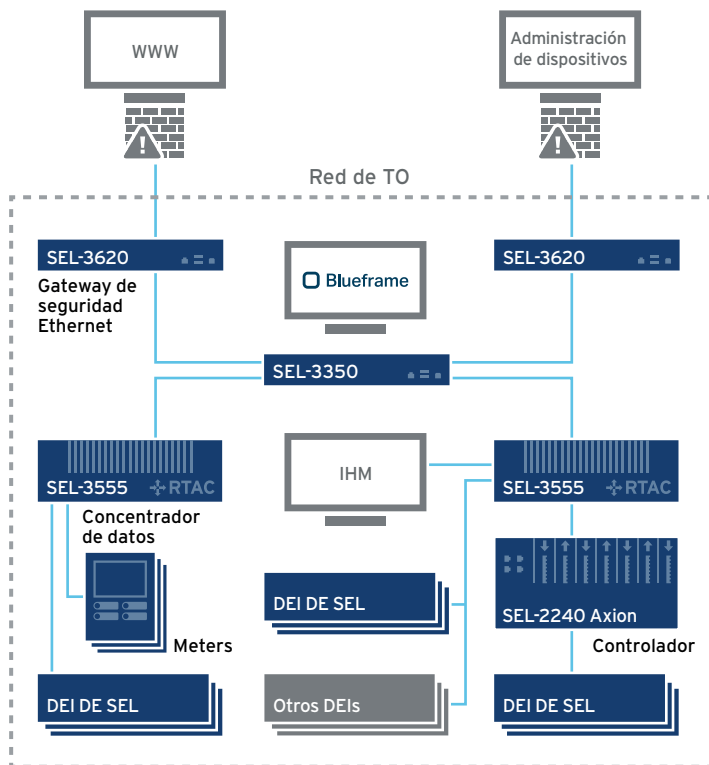 WWW
Administración
de dispositivos
!
!
Red de TO
SEL-3620
Gateway de
seguridad
Ethernet
Blueframe
SEL-3620
SEL-3350
SEL-3555
RTAC
Concentrador
de datos
IHM
SEL-3555
RTAC
Meters
DEI DE SEL
SEL-2240 Axion
Controlador
DEI DE SEL
Otros DEIs
DEI DE SEL